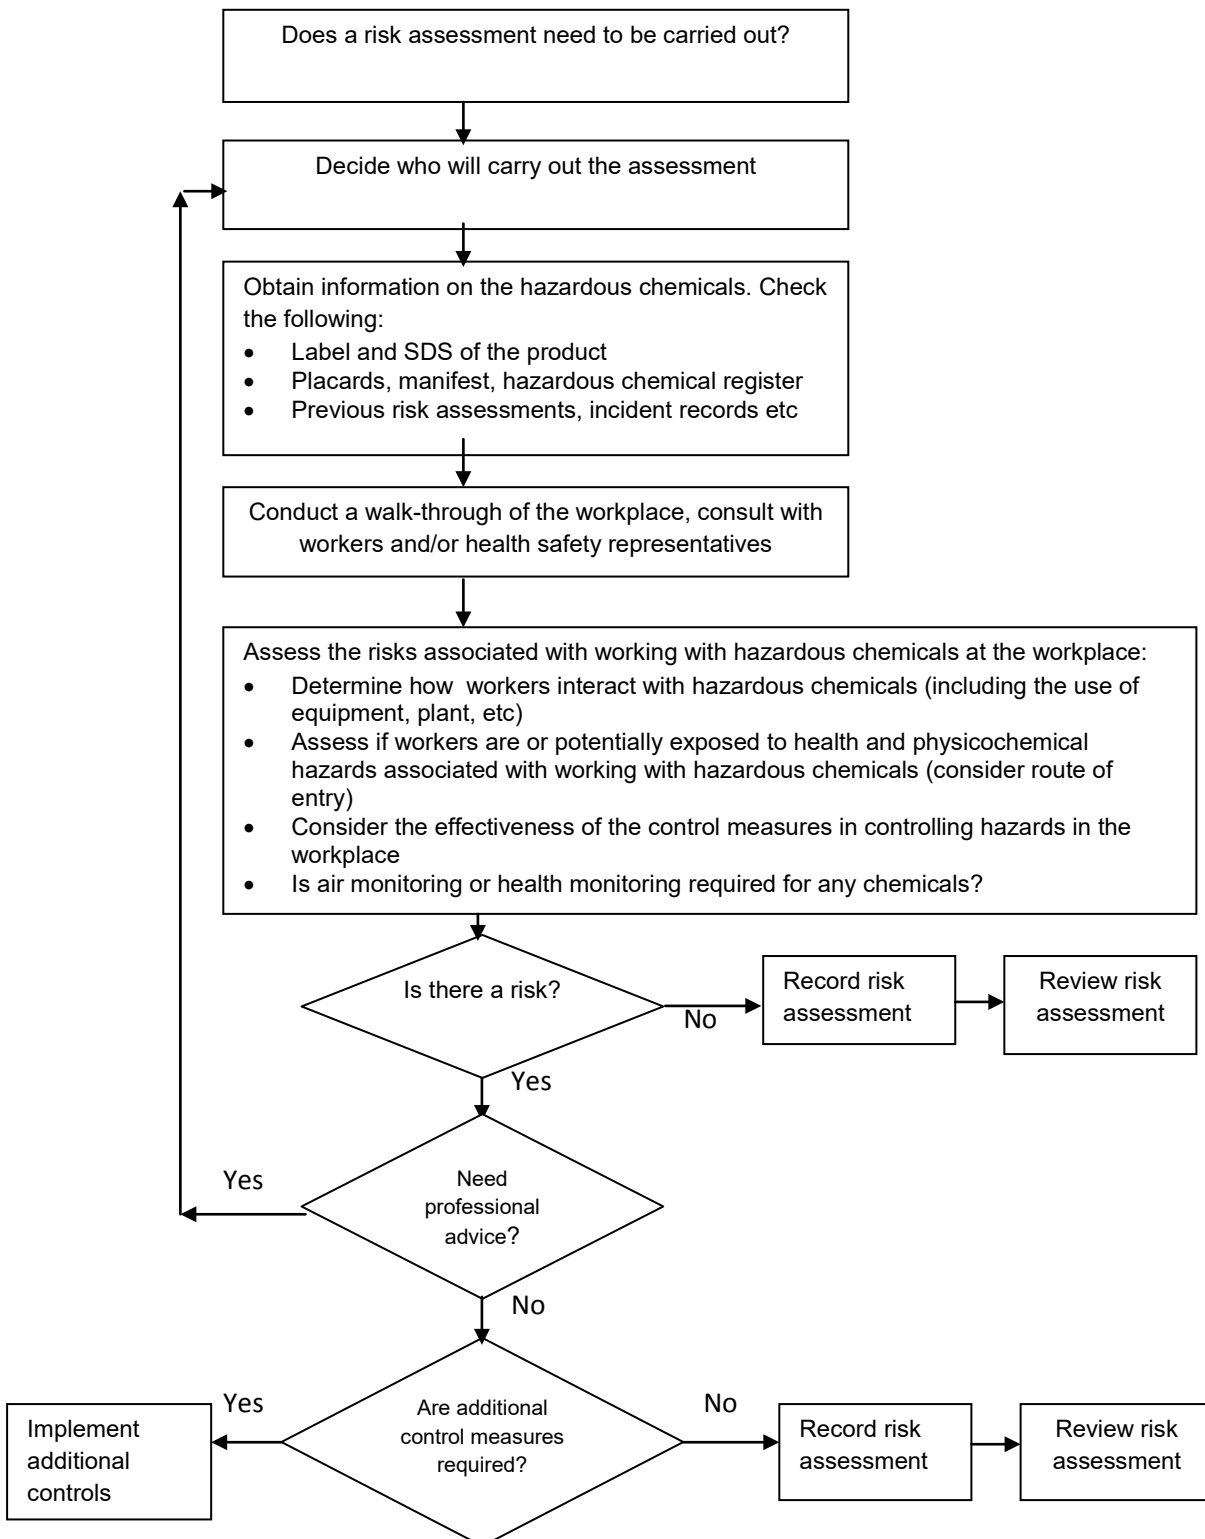 Does a risk assessment need to be carried out?
Decide who will carry out the assessment
Obtain information on the hazardous chemicals. Check
the following:
• Label and SDS of the product
• Placards, manifest, hazardous chemical register
• Previous risk assessments, incident records etc
Conduct a walk-through of the workplace, consult with
workers and/or health safety representatives
Assess the risks associated with working with hazardous chemicals at the workplace:
• Determine how  workers interact with hazardous chemicals (including the use of
equipment, plant, etc)
• Assess if workers are or potentially exposed to health and physicochemical
hazards associated with working with hazardous chemicals (consider route of
entry)
• Consider the effectiveness of the control measures in controlling hazards in the
workplace
• Is air monitoring or health monitoring required for any chemicals?
Is there a risk?
No
Record risk
assessment
Review risk
assessment
Yes
Need
professional
advice?
Yes
No
Are additional
control measures
required?
Yes
Implement
additional
controls
No
Record risk
assessment
Review risk
assessment